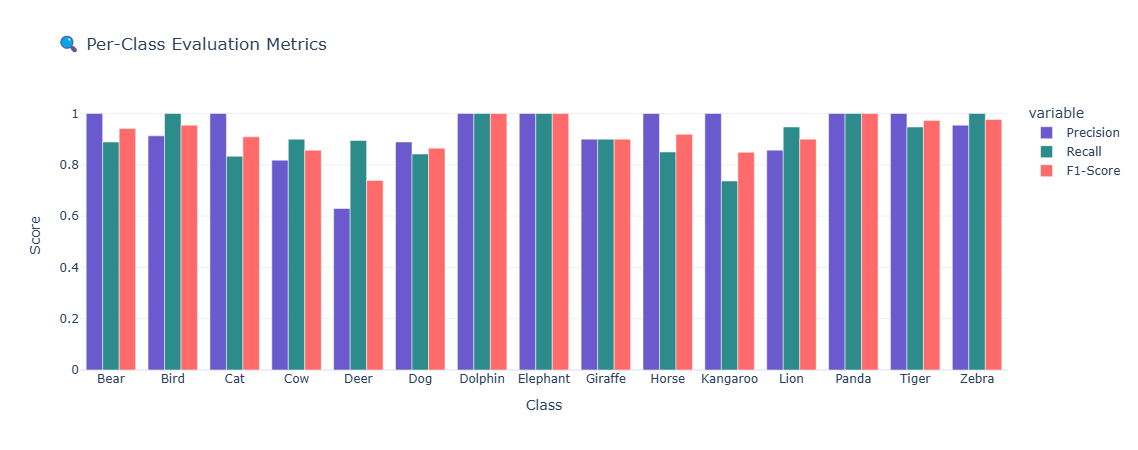 🔍 Per-Class Evaluation Metrics
variable
Precision
Recall
F1-Score
Score
1
0.8
0.6
0.4
0.2
0
Bear Bird Cat Cow Deer Dog Dolphin Elephant Giraffe Horse Kangaroo Lion Panda Tiger Zebra
Class